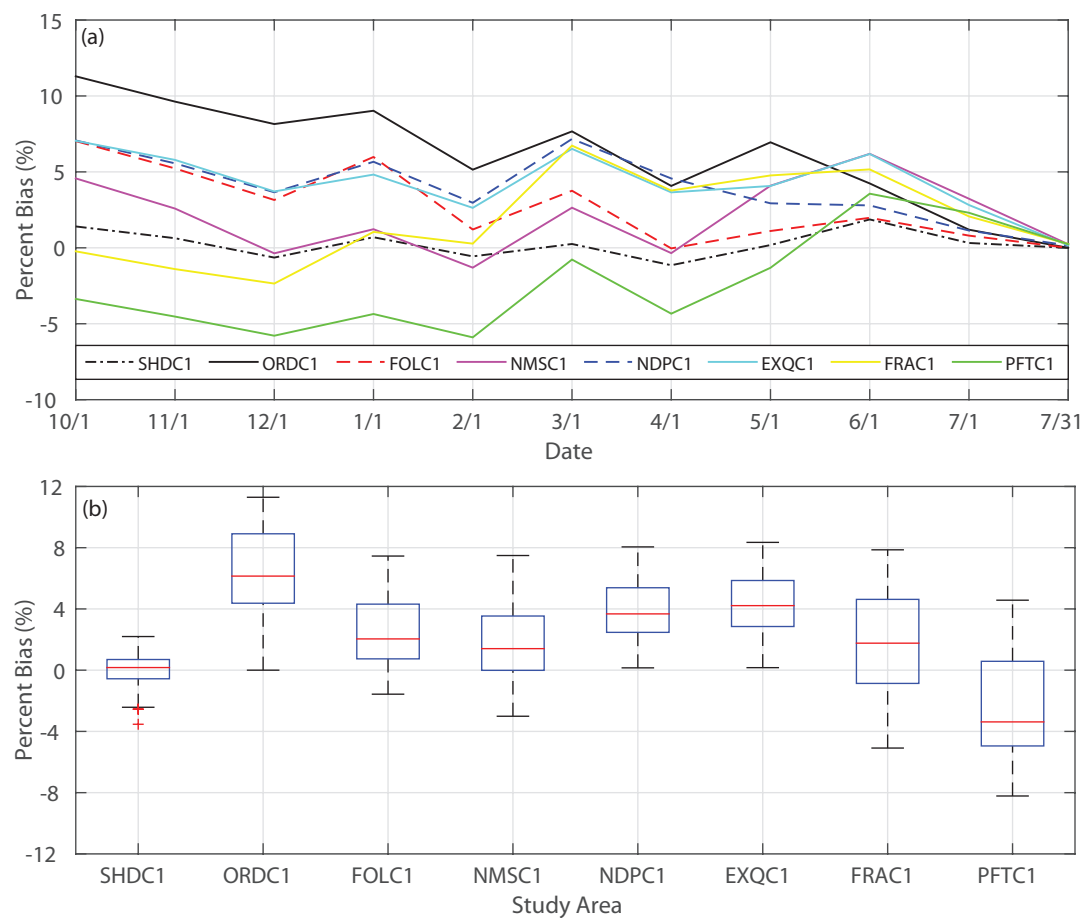 (a)
15
10
5
0
-5
-10
Percent Bias (%)
SHDC1 ORDC1 FOLC1 NMSC1 NDPC1 EXQC1 FRAC1 PFTC1
10/1 11/1 12/1 1/1 2/1 3/1 4/1 5/1 6/1 7/1 7/31
Date
(b)
12
8
4
0
-4
-8
-12
Percent Bias (%)
SHDC1 ORDC1 FOLC1 NMSC1 NDPC1 EXQC1 FRAC1 PFTC1
Study Area